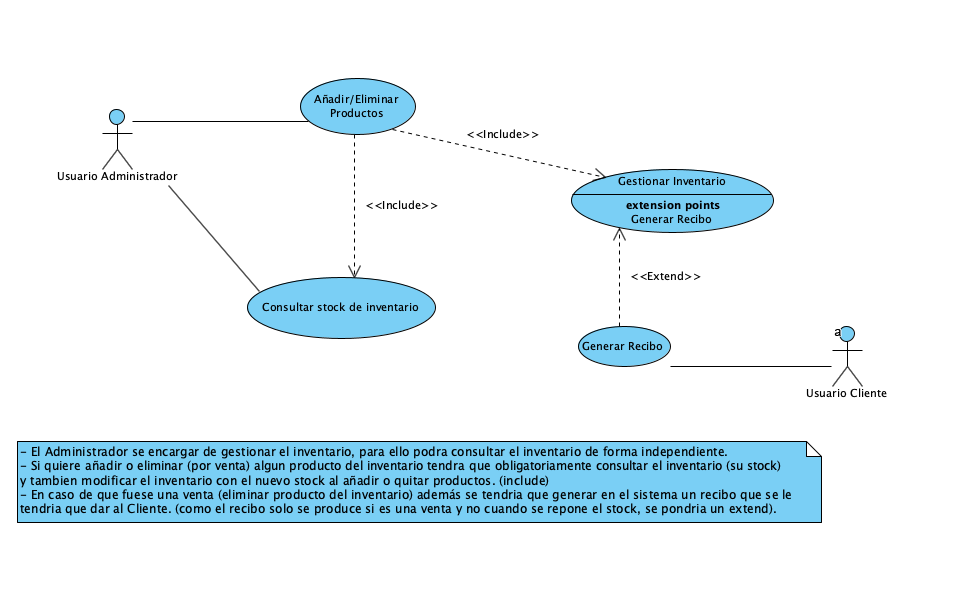 Añadir/Eliminar
Productos
<<Include>>
Usuario Administrador
Gestionar Inventario
extension points
Generar Recibo
<<Include>>
<<Extend>>
Consultar stock de inventario
a
Generar Recibo
Usuario Cliente
- El Administrador se encargar de gestionar el inventario, para ello podra consultar el inventario de forma independiente.
- Si quiere añadir o eliminar (por venta) algun producto del inventario tendra que obligatoriamente consultar el inventario (su stock)
y tambien modificar el inventario con el nuevo stock al añadir o quitar productos. (include)
- En caso de que fuese una venta (eliminar producto del inventario) además se tendria que generar en el sistema un recibo que se le
tendria que dar al Cliente. (como el recibo solo se produce si es una venta y no cuando se repone el stock, se pondria un extend).